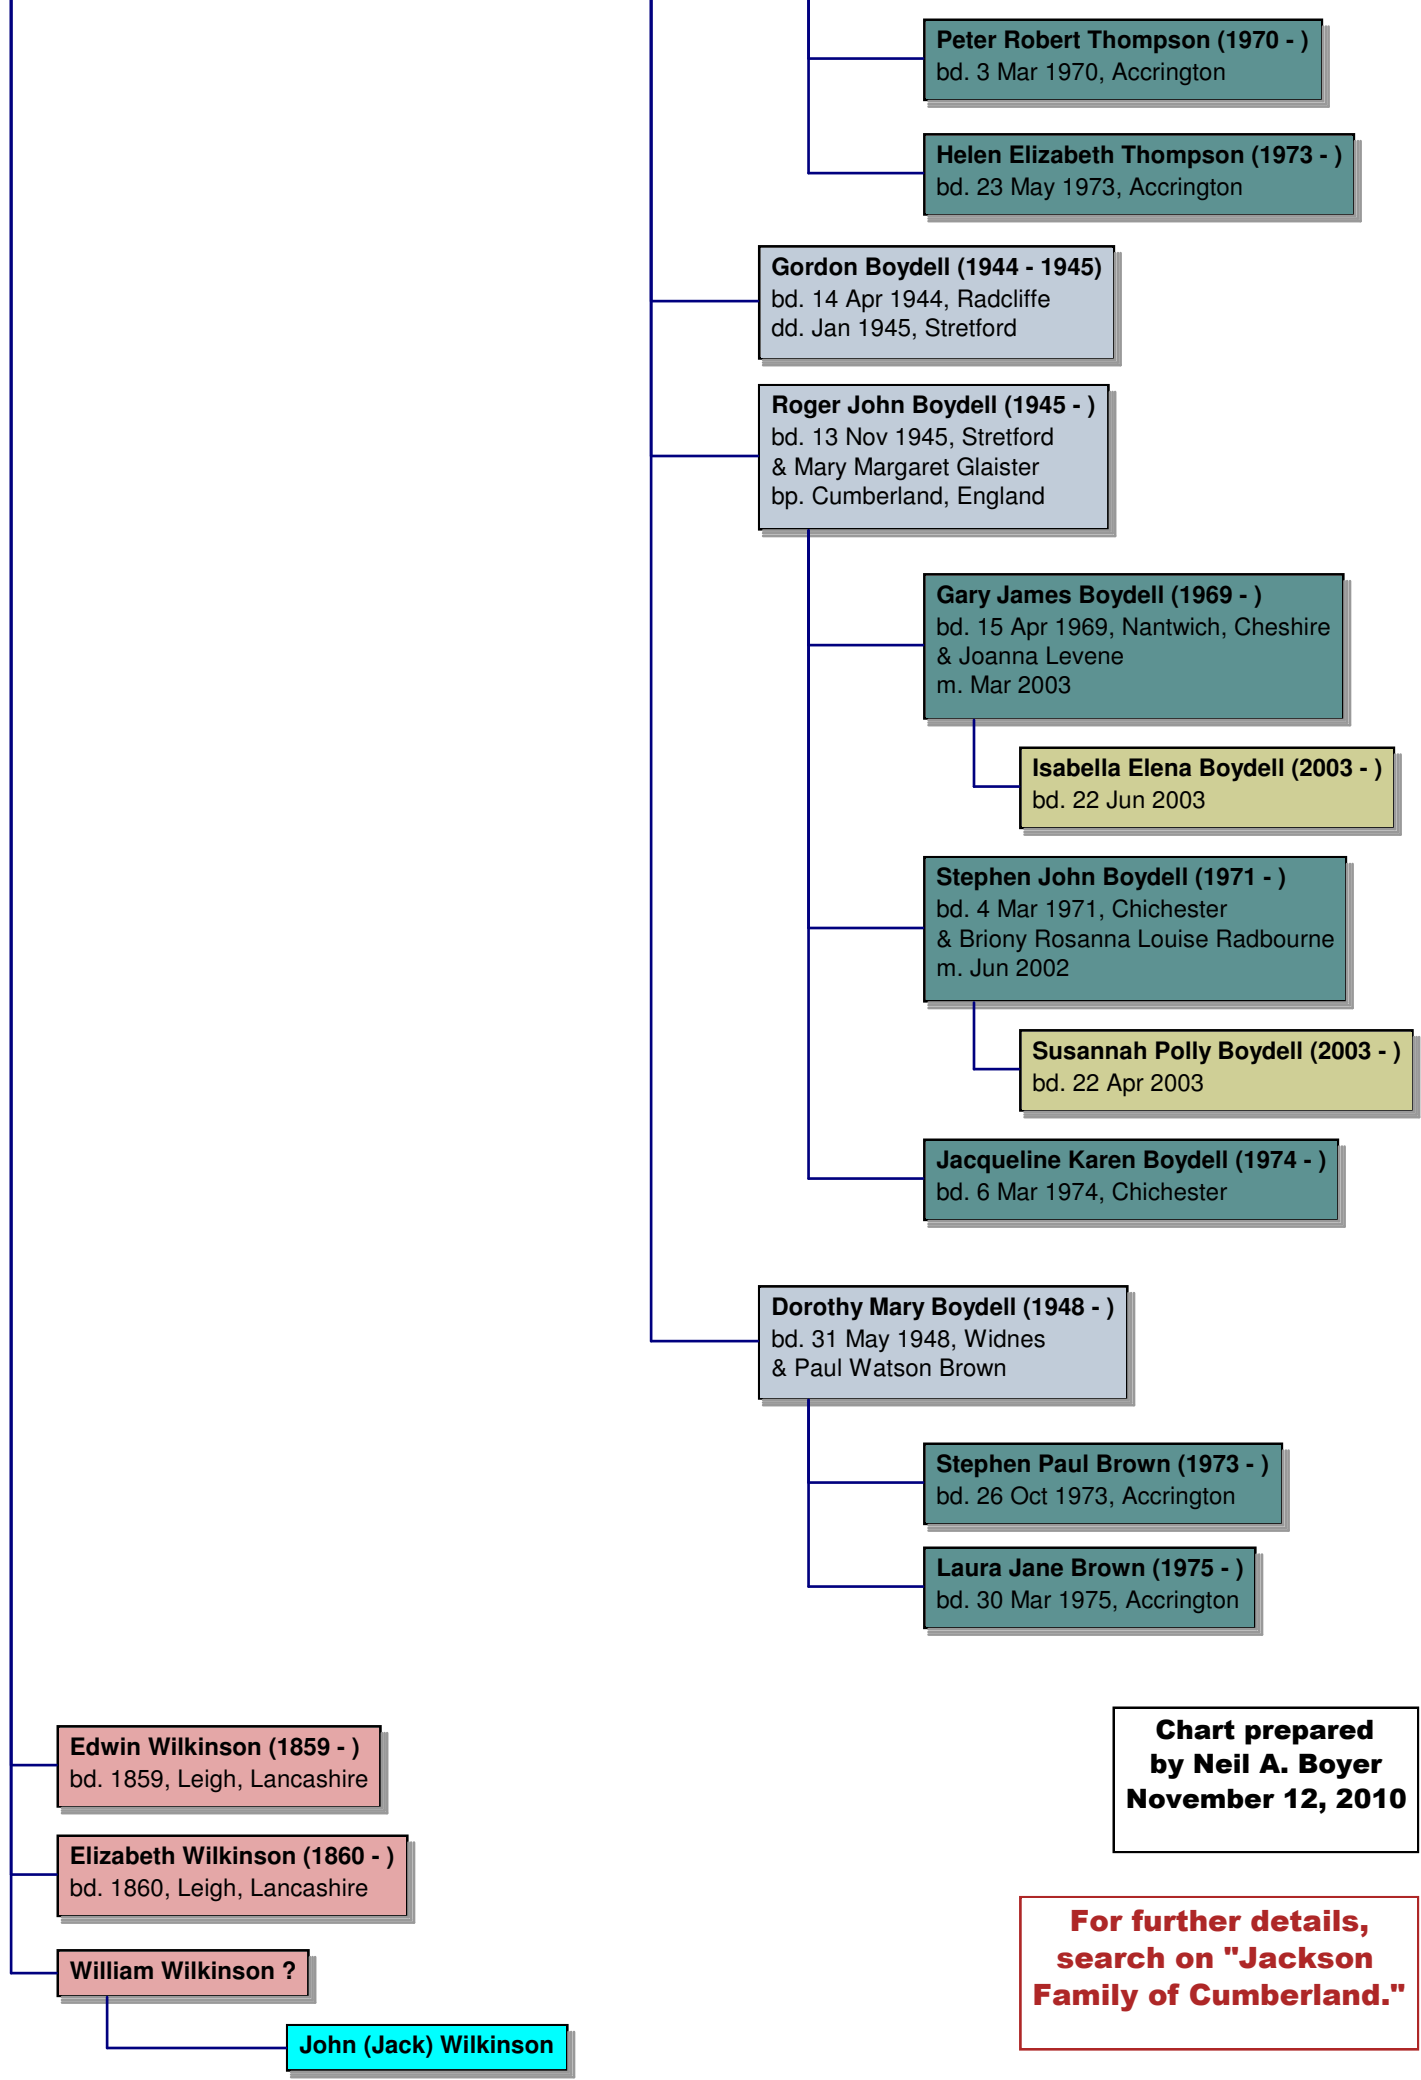 Peter Robert Thompson (1970 - )
bd. 3 Mar 1970, Accrington
Helen Elizabeth Thompson (1973 - )
bd. 23 May 1973, Accrington
Gordon Boydell (1944 - 1945)
bd. 14 Apr 1944, Radcliffe
dd. Jan 1945, Stretford
Roger John Boydell (1945 - )
bd. 13 Nov 1945, Stretford
& Mary Margaret Glaister
bp. Cumberland, England
Gary James Boydell (1969 - )
bd. 15 Apr 1969, Nantwich, Cheshire
& Joanna Levene
m. Mar 2003
Isabella Elena Boydell (2003 - )
bd. 22 Jun 2003
Stephen John Boydell (1971 - )
bd. 4 Mar 1971, Chichester
& Briony Rosanna Louise Radbourne
m. Jun 2002
Susannah Polly Boydell (2003 - )
bd. 22 Apr 2003
Jacqueline Karen Boydell (1974 - )
bd. 6 Mar 1974, Chichester
Dorothy Mary Boydell (1948 - )
bd. 31 May 1948, Widnes
& Paul Watson Brown
Stephen Paul Brown (1973 - )
bd. 26 Oct 1973, Accrington
Laura Jane Brown (1975 - )
bd. 30 Mar 1975, Accrington
Edwin Wilkinson (1859 - )
bd. 1859, Leigh, Lancashire
Elizabeth Wilkinson (1860 - )
bd. 1860, Leigh, Lancashire
William Wilkinson ?
John (Jack) Wilkinson
Chart prepared
by Neil A. Boyer
November 12, 2010
For further details,
search on "Jackson
Family of Cumberland."